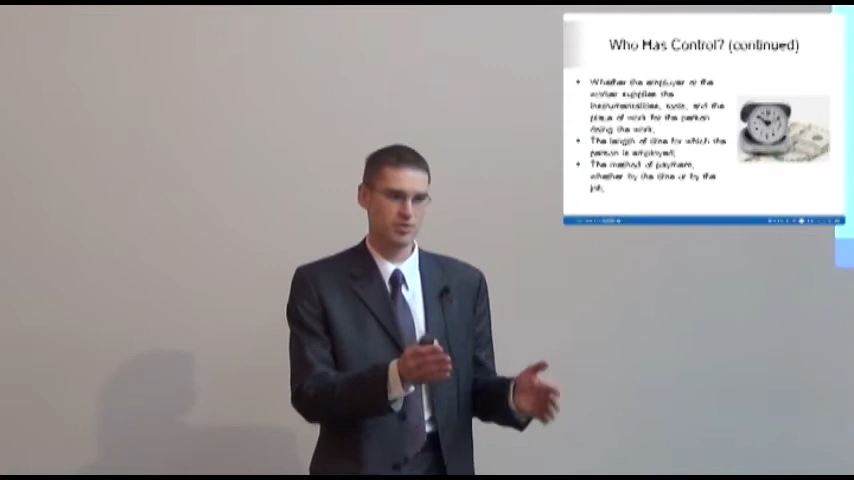 Who Has Control? (continued)
Whether the employer or the
worker supplies the
instrumentalities, tools, and the
place of work for the person
doing the work;
The length of time for which the
person is employed;
The method of payment,
whether by the time or by the
job;